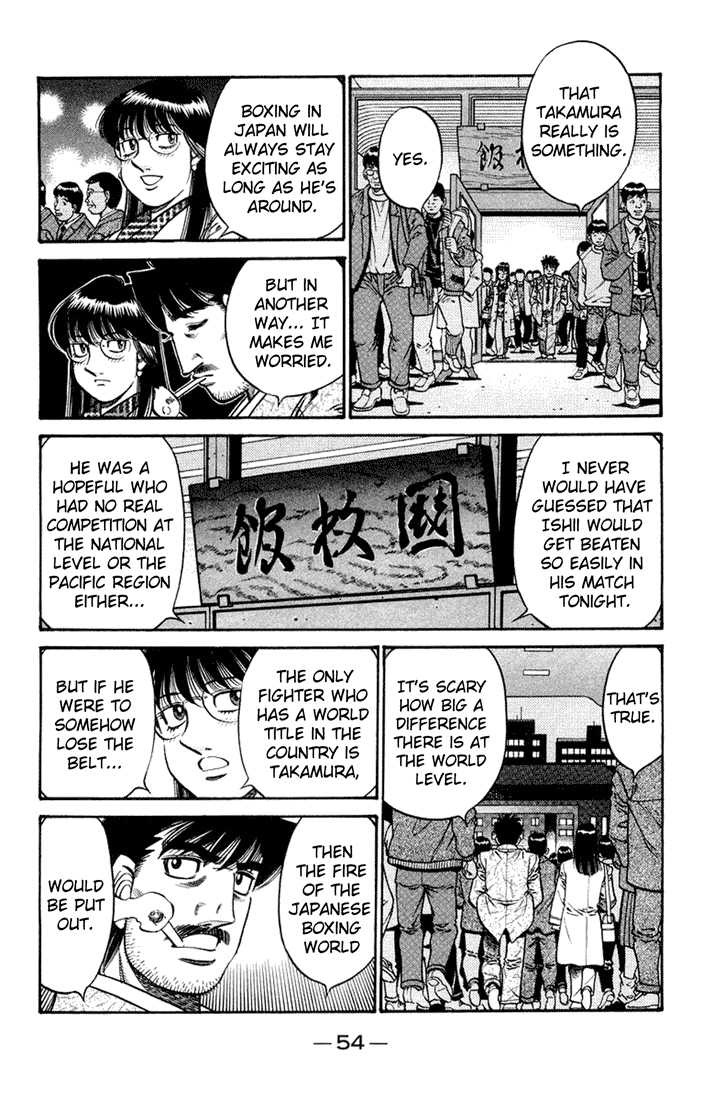 THAT
TAKAMURA
REALLY IS
SOMETHING.
YES.
技館
BOXING IN
JAPAN WILL
ALWAYS STAY
EXCITING AS
LONG AS HE'S
AROUND.
BUT IN
ANOTHER
WAY... IT
MAKES ME
WORRIED.
I NEVER
WOULD HAVE
GUESSED THAT
ISHII WOULD
GET BEATEN
SO EASILY IN
HIS MATCH
TONIGHT.
國技館
HE WAS A
HOPEFUL WHO
HAD NO REAL
COMPETITION AT
THE NATIONAL
LEVEL OR THE
PACIFIC REGION
EITHER...
THAT'S
TRUE.
IT'S SCARY
HOW BIG A
DIFFERENCE
THERE IS AT
THE WORLD
LEVEL.
THE ONLY
FIGHTER WHO
HAS A WORLD
TITLE IN THE
COUNTRY IS
TAKAMURA,
BUT IF HE
WERE TO
SOMEHOW
LOSE THE
BELT...
THEN
THE FIRE
OF THE
JAPANESE
BOXING
WORLD
WOULD
BE PUT
OUT.
—54—